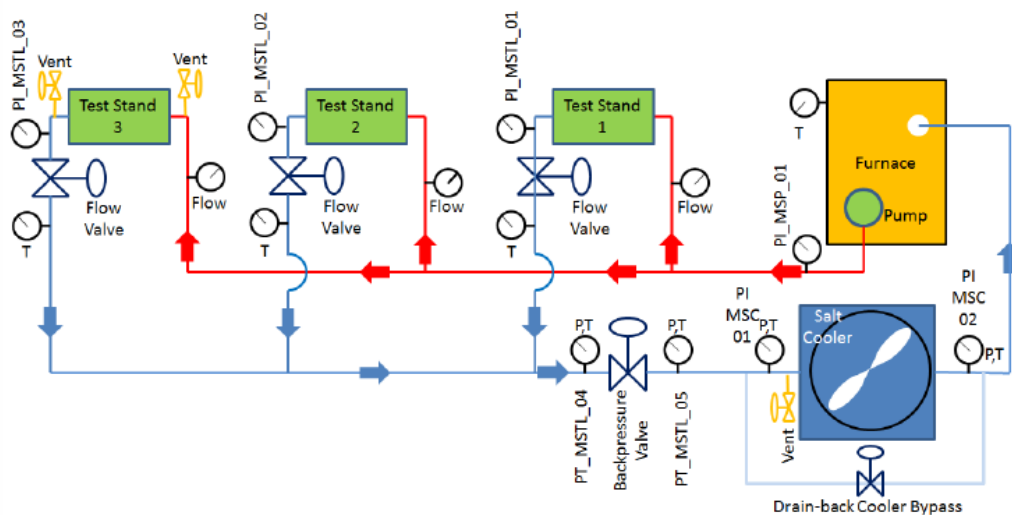 PI_MSTL_03
Vent
Vent
Test Stand
3
Flow
Valve
Flow
T
PI_MSTL_02
Test Stand
2
Flow
Valve
Flow
T
PI_MSTL_01
Test Stand
1
Flow
Valve
Flow
T
T
Furnace
Pump
PI_MSP_01
P,T
PT_MSTL_04
Backpressure
Valve
P,T
PT_MSTL_05
PI
MSC
01
P,T
Vent
Salt
Cooler
PI
MSC
02
P,T
Drain-back Cooler Bypass